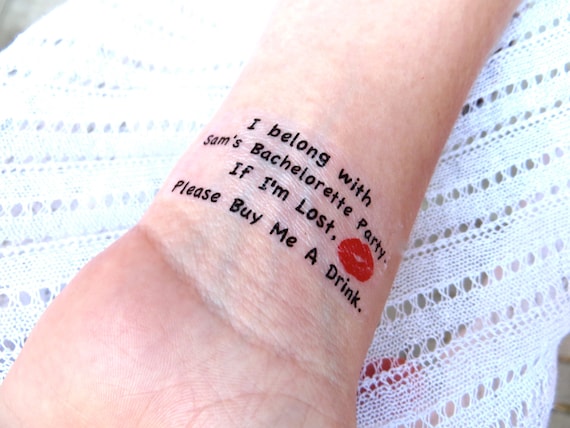 I belong with
Sam's Bachelorette Party.
If I'm Lost,
Please Buy Me A Drink.